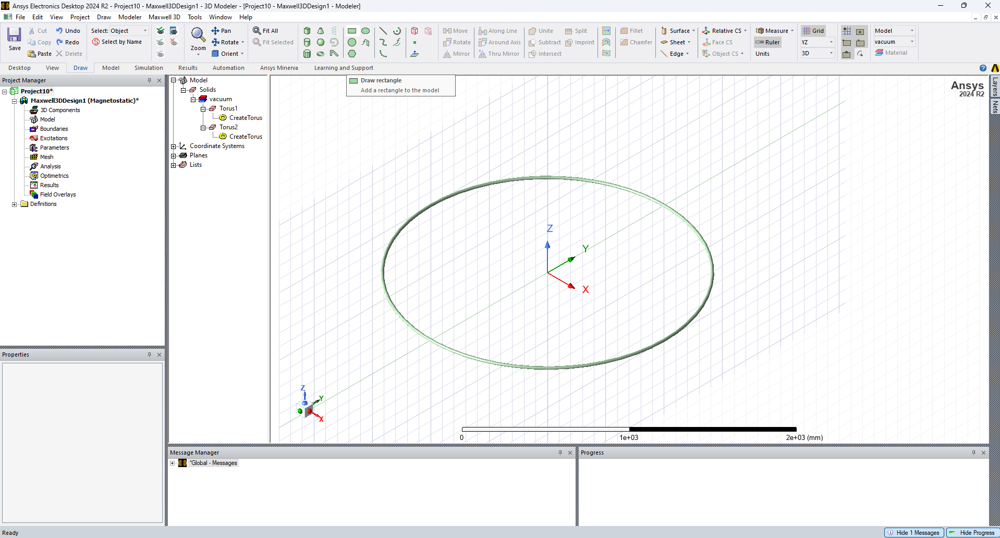 Ansys Electronics Desktop 2024 R2 - Project10 - Maxwell3DDesign1 - 3D Modeler - [Project10 - Maxwell3DDesign1 - Modeler]
File Edit View Project Draw Modeler Maxwell 3D Tools Window Help
Save
Cut
Copy
Paste
Undo
Redo
Delete
Select: Object
Select by Name
Zoom
Pan
Rotate
Orient
Fit All
Fit Selected
Move
Rotate
Mirror
Along Line
Around Axis
Thru Mirror
Unite
Subtract
Intersect
Split
Imprint
Fillet
Chamfer
Surface
Sheet
Edge
Relative CS
Face CS
Object CS
Measure
Ruler
Units
Grid
YZ
3D
Model
vacuum
Material
Desktop View Draw Model Simulation Results Automation Ansys Minerva Learning and Support
Project Manager
Project10*
Maxwell3DDesign1 (Magnetostatic)*
3D Components
Model
Boundaries
Excitations
Parameters
Mesh
Analysis
Optimetrics
Results
Field Overlays
Definitions
Properties
Model
Solids
vacuum
Torus1
CreateTorus
Torus2
CreateTorus
Coordinate Systems
Planes
Lists
Draw rectangle
Add a rectangle to the model
Ansys
2024 R2
Layers
Nets
Z
Y
X
Z
Y
X
0 1e+03 2e+03 (mm)
Message Manager
*Global - Messages
Progress
Ready
Hide 1 Messages
Hide Progress